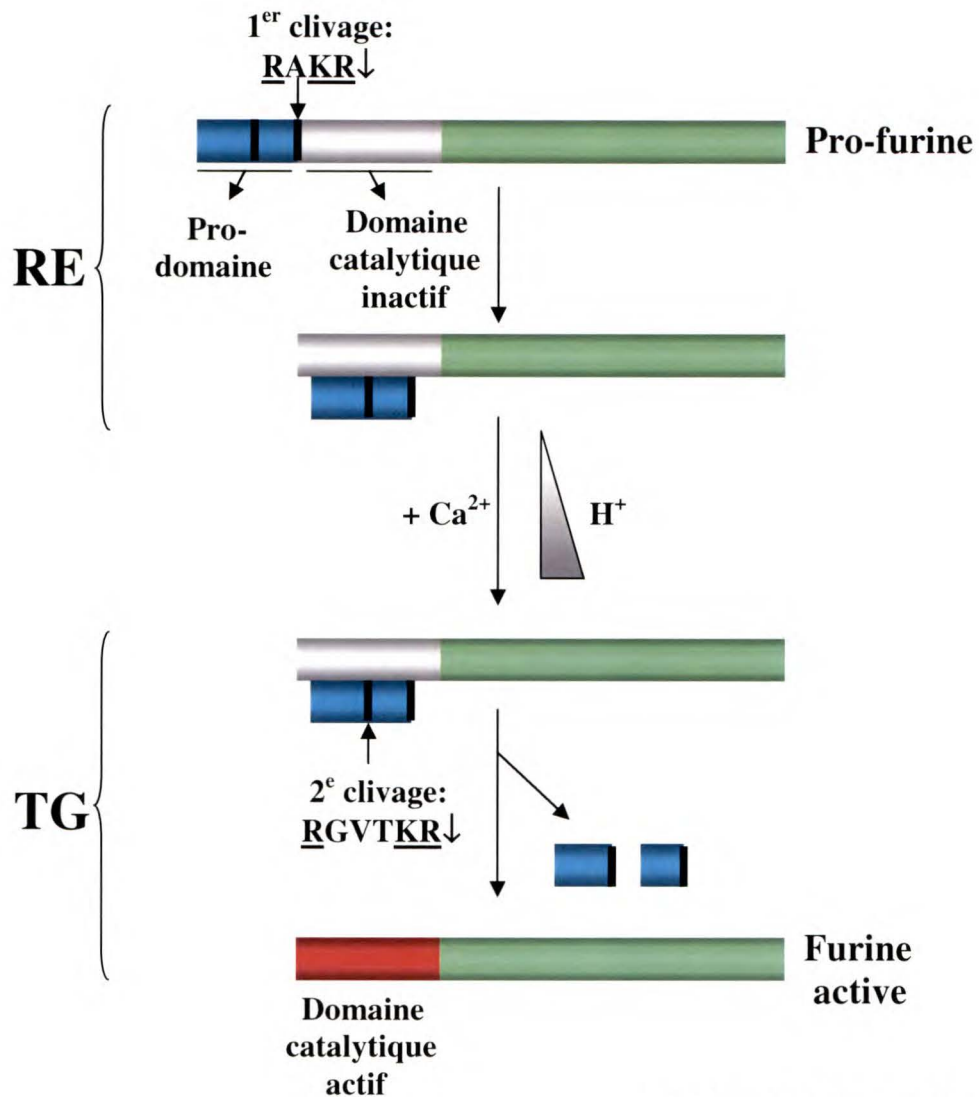 1er clivage:
RAKR↓
Pro-furine
Pro-
domaine
Domaine
catalytique
inactif
RE
+ Ca2+
H+
2e clivage:
RGVTKR↓
TG
Furine
active
Domaine
catalytique
actif